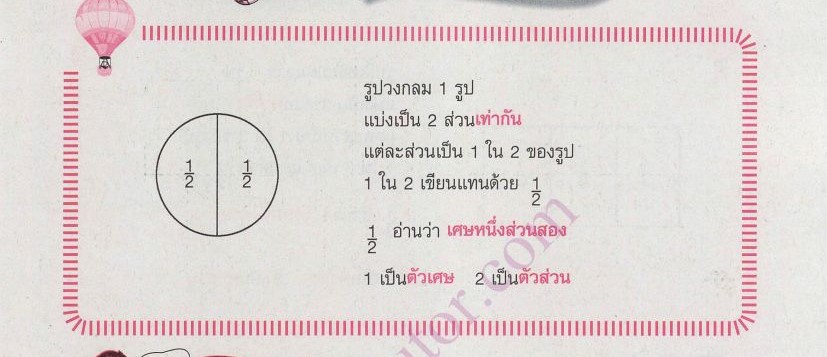 รูปวงกลม 1 รูป
แบ่งเป็น 2 ส่วนเท่ากัน
แต่ละส่วนเป็น 1 ใน 2 ของรูป
1 ใน 2 เขียนแทนด้วย 1/2
1/2 1/2
1/2 อ่านว่า เศษหนึ่งส่วนสอง
1 เป็นตัวเศษ 2 เป็นตัวส่วน
utor.com